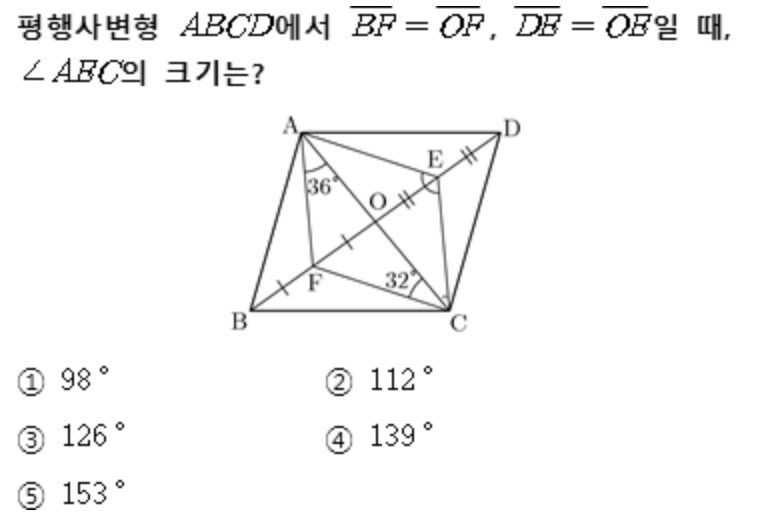 평행사변형 ABCD에서 BF = OF, DE = OE일 때,
∠AEC의 크기는?
A
D
E
36°
O
F
32°
B
C
① 98°
② 112°
③ 126°
④ 139°
⑤ 153°